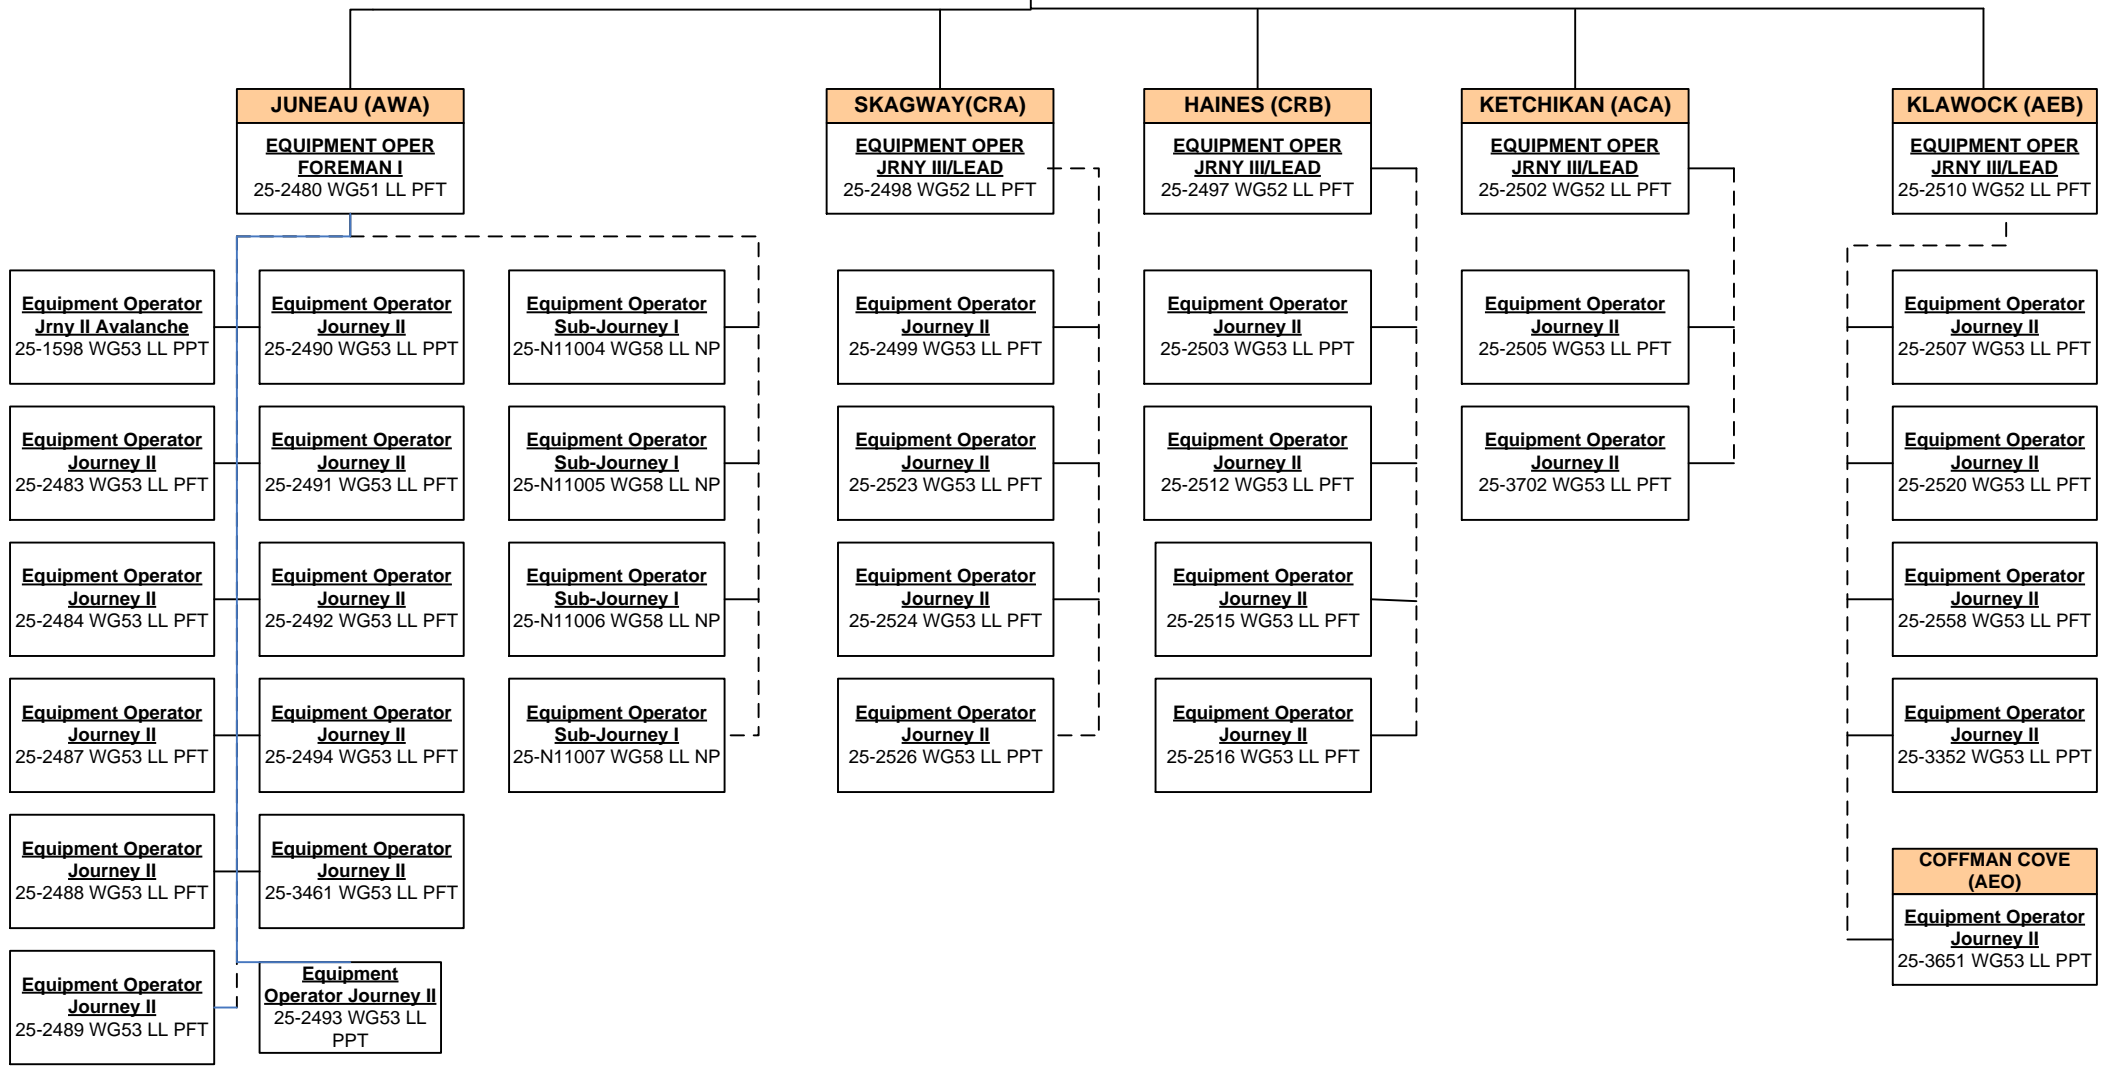 JUNEAU (AWA)
EQUIPMENT OPER
FOREMAN I
25-2480 WG51 LL PFT
Equipment Operator
Jrny II Avalanche
25-1598 WG53 LL PPT
Equipment Operator
Journey II
25-2483 WG53 LL PFT
Equipment Operator
Journey II
25-2484 WG53 LL PFT
Equipment Operator
Journey II
25-2487 WG53 LL PFT
Equipment Operator
Journey II
25-2488 WG53 LL PFT
Equipment Operator
Journey II
25-2489 WG53 LL PFT
Equipment Operator
Journey II
25-2490 WG53 LL PPT
Equipment Operator
Journey II
25-2491 WG53 LL PFT
Equipment Operator
Journey II
25-2492 WG53 LL PFT
Equipment Operator
Journey II
25-2494 WG53 LL PFT
Equipment Operator
Journey II
25-3461 WG53 LL PFT
Equipment
Operator Journey II
25-2493 WG53 LL
PPT
Equipment Operator
Sub-Journey I
25-N11004 WG58 LL NP
Equipment Operator
Sub-Journey I
25-N11005 WG58 LL NP
Equipment Operator
Sub-Journey I
25-N11006 WG58 LL NP
Equipment Operator
Sub-Journey I
25-N11007 WG58 LL NP
SKAGWAY(CRA)
EQUIPMENT OPER
JRNY III/LEAD
25-2498 WG52 LL PFT
Equipment Operator
Journey II
25-2499 WG53 LL PFT
Equipment Operator
Journey II
25-2523 WG53 LL PFT
Equipment Operator
Journey II
25-2524 WG53 LL PFT
Equipment Operator
Journey II
25-2526 WG53 LL PPT
HAINES (CRB)
EQUIPMENT OPER
JRNY III/LEAD
25-2497 WG52 LL PFT
Equipment Operator
Journey II
25-2503 WG53 LL PPT
Equipment Operator
Journey II
25-2512 WG53 LL PFT
Equipment Operator
Journey II
25-2515 WG53 LL PFT
Equipment Operator
Journey II
25-2516 WG53 LL PFT
KETCHIKAN (ACA)
EQUIPMENT OPER
JRNY III/LEAD
25-2502 WG52 LL PFT
Equipment Operator
Journey II
25-2505 WG53 LL PFT
Equipment Operator
Journey II
25-3702 WG53 LL PFT
KLAWOCK (AEB)
EQUIPMENT OPER
JRNY III/LEAD
25-2510 WG52 LL PFT
Equipment Operator
Journey II
25-2507 WG53 LL PFT
Equipment Operator
Journey II
25-2520 WG53 LL PFT
Equipment Operator
Journey II
25-2558 WG53 LL PFT
Equipment Operator
Journey II
25-3352 WG53 LL PPT
COFFMAN COVE
(AEO)
Equipment Operator
Journey II
25-3651 WG53 LL PPT